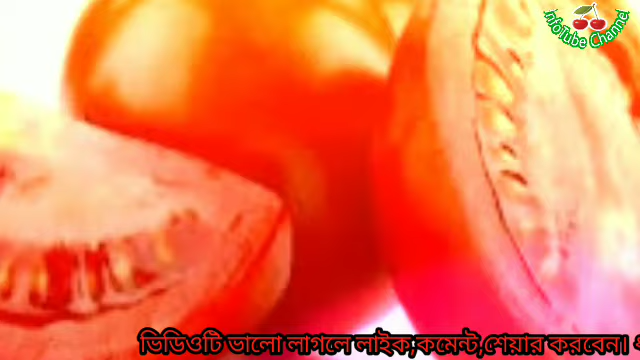 InfoTube Channel
ভিডিওটি ভালো লাগলে লাইক,কমেন্ট,শেয়ার করবেন।